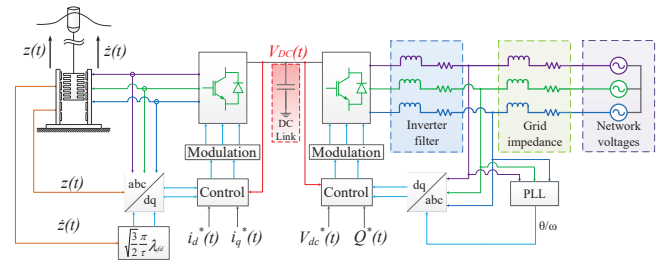 z(t)
ż(t)
V_DC(t)
DC
Link
Inverter
filter
Grid
impedance
Network
voltages
Modulation
Modulation
z(t)
abc
dq
Control
Control
dq
abc
PLL
ż(t)
√3/2 π/τ λ_fd
i_d*(t)
i_q*(t)
V_dc*(t)
Q*(t)
θ/ω